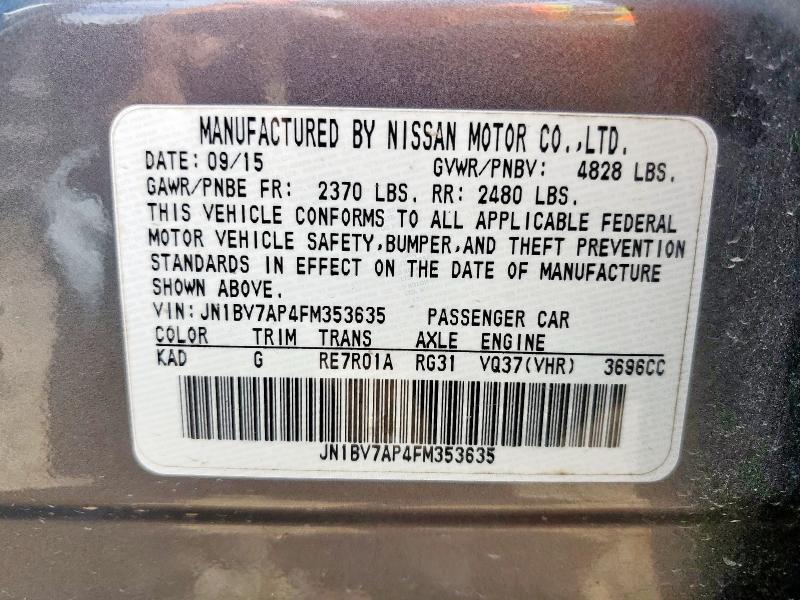 MANUFACTURED BY NISSAN MOTOR CO.,LTD.
DATE: 09/15 GVWR/PNBV: 4828 LBS.
GAWR/PNBE FR: 2370 LBS. RR: 2480 LBS.
THIS VEHICLE CONFORMS TO ALL APPLICABLE FEDERAL
MOTOR VEHICLE SAFETY,BUMPER,AND THEFT PREVENTION
STANDARDS IN EFFECT ON THE DATE OF MANUFACTURE
SHOWN ABOVE.
VIN:JN1BV7AP4FM353635 PASSENGER CAR
COLOR TRIM TRANS AXLE ENGINE
KAD G RE7R01A RG31 VQ37(VHR) 3696CC
JN1BV7AP4FM353635